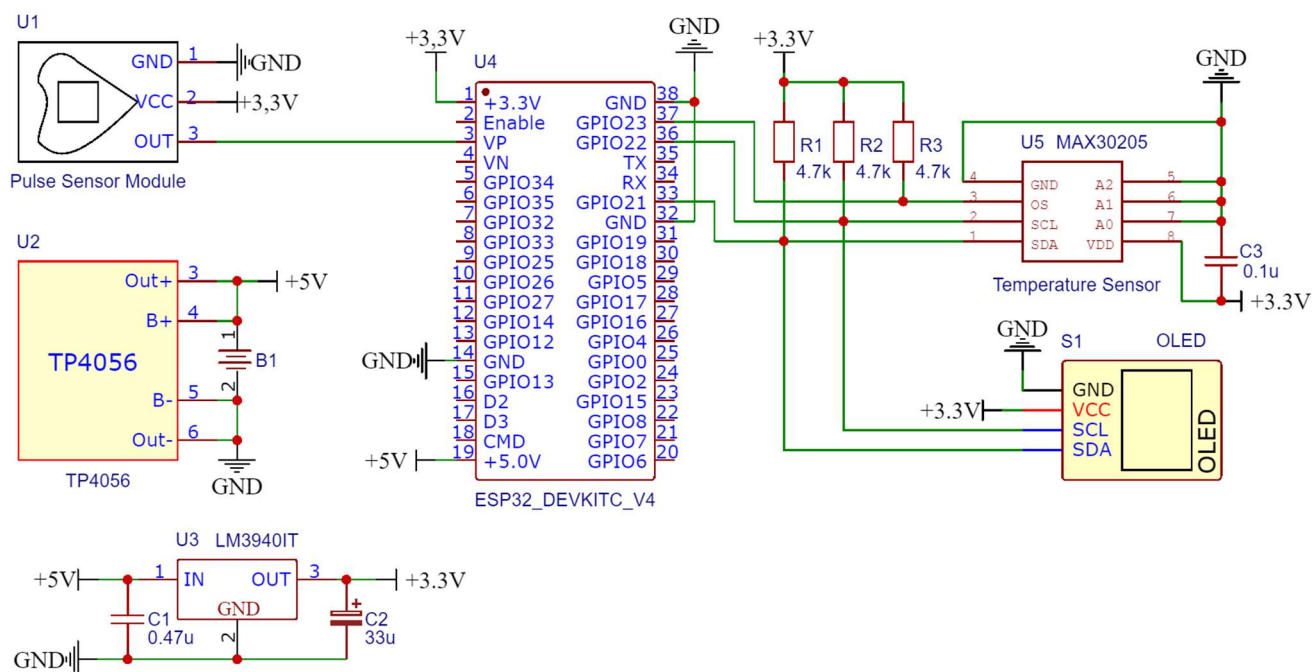 U1
GND 1 GND
VCC 2 +3,3V
OUT 3
Pulse Sensor Module
U2
TP4056
Out+ 3 +5V
B+ 4
1
B1
2
B- 5
Out- 6
GND
TP4056
U3 LM3940IT
+5V 1 IN OUT 3 +3.3V
GND
2
C1
0.47u
C2
33u
+
GND
+3,3V
U4
GND
1 +3.3V GND 38
2 Enable GPIO23 37
3 VP GPIO22 36
4 VN TX 35
5 GPIO34 RX 34
6 GPIO35 GPIO21 33
7 GPIO32 GND 32
8 GPIO33 GPIO19 31
9 GPIO25 GPIO18 30
10 GPIO26 GPIO5 29
11 GPIO27 GPIO17 28
12 GPIO14 GPIO16 27
13 GPIO12 GPIO4 26
GND 14 GND GPIO0 25
15 GPIO13 GPIO2 24
16 D2 GPIO15 23
17 D3 GPIO8 22
18 CMD GPIO7 21
+5V 19 +5.0V GPIO6 20
ESP32_DEVKITC_V4
+3.3V
R1
4.7k
R2
4.7k
R3
4.7k
GND
U5 MAX30205
4 GND A2 5
3 OS A1 6
2 SCL A0 7
1 SDA VDD 8
Temperature Sensor
C3
0.1u
+3.3V
GND
S1 OLED
GND
+3.3V VCC
SCL
SDA
OLED